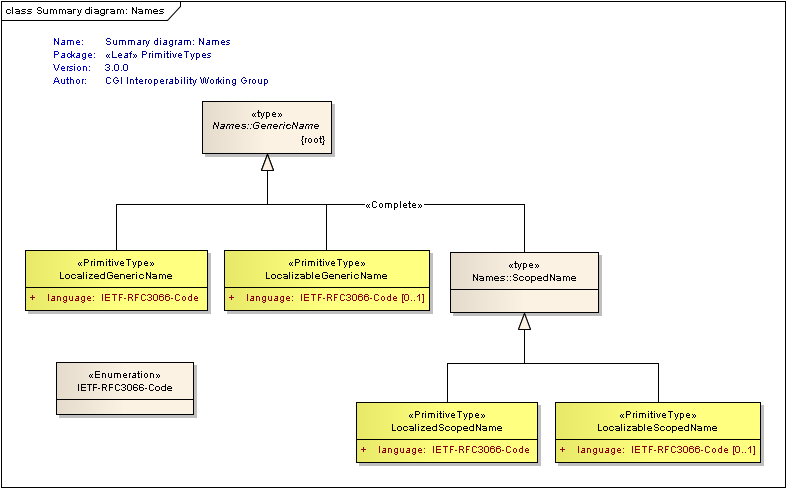 class Summary diagram: Names
Name: Summary diagram: Names
Package: «Leaf» PrimitiveTypes
Version: 3.0.0
Author: CGI Interoperability Working Group
«type»
Names::GenericName
{root}
«Complete»
«PrimitiveType»
LocalizedGenericName
+ language: IETF-RFC3066-Code
«PrimitiveType»
LocalizableGenericName
+ language: IETF-RFC3066-Code [0..1]
«type»
Names::ScopedName
«Enumeration»
IETF-RFC3066-Code
«PrimitiveType»
LocalizedScopedName
+ language: IETF-RFC3066-Code
«PrimitiveType»
LocalizableScopedName
+ language: IETF-RFC3066-Code [0..1]